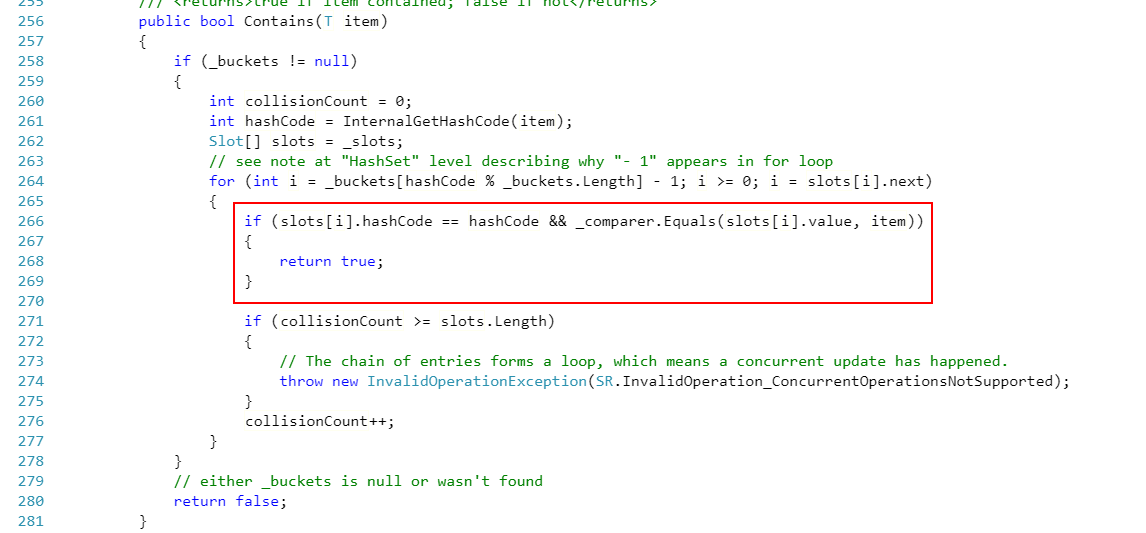 255 /// <returns>true if item contained; false if not</returns>
256 public bool Contains(T item)
257 {
258 if (_buckets != null)
259 {
260 int collisionCount = 0;
261 int hashCode = InternalGetHashCode(item);
262 Slot[] slots = _slots;
263 // see note at "HashSet" level describing why "- 1" appears in for loop
264 for (int i = _buckets[hashCode % _buckets.Length] - 1; i >= 0; i = slots[i].next)
265 {
266 if (slots[i].hashCode == hashCode && _comparer.Equals(slots[i].value, item))
267 {
268 return true;
269 }
270
271 if (collisionCount >= slots.Length)
272 {
273 // The chain of entries forms a loop, which means a concurrent update has happened.
274 throw new InvalidOperationException(SR.InvalidOperation_ConcurrentOperationsNotSupported);
275 }
276 collisionCount++;
277 }
278 }
279 // either _buckets is null or wasn't found
280 return false;
281 }